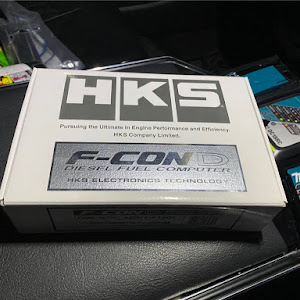 HKS
Pursuing the Ultimate in Engine Performance and Efficiency.
HKS Company Limited.
F-CON D
DIESEL FUEL COMPUTER
HKS ELECTRONICS TECHNOLOGY